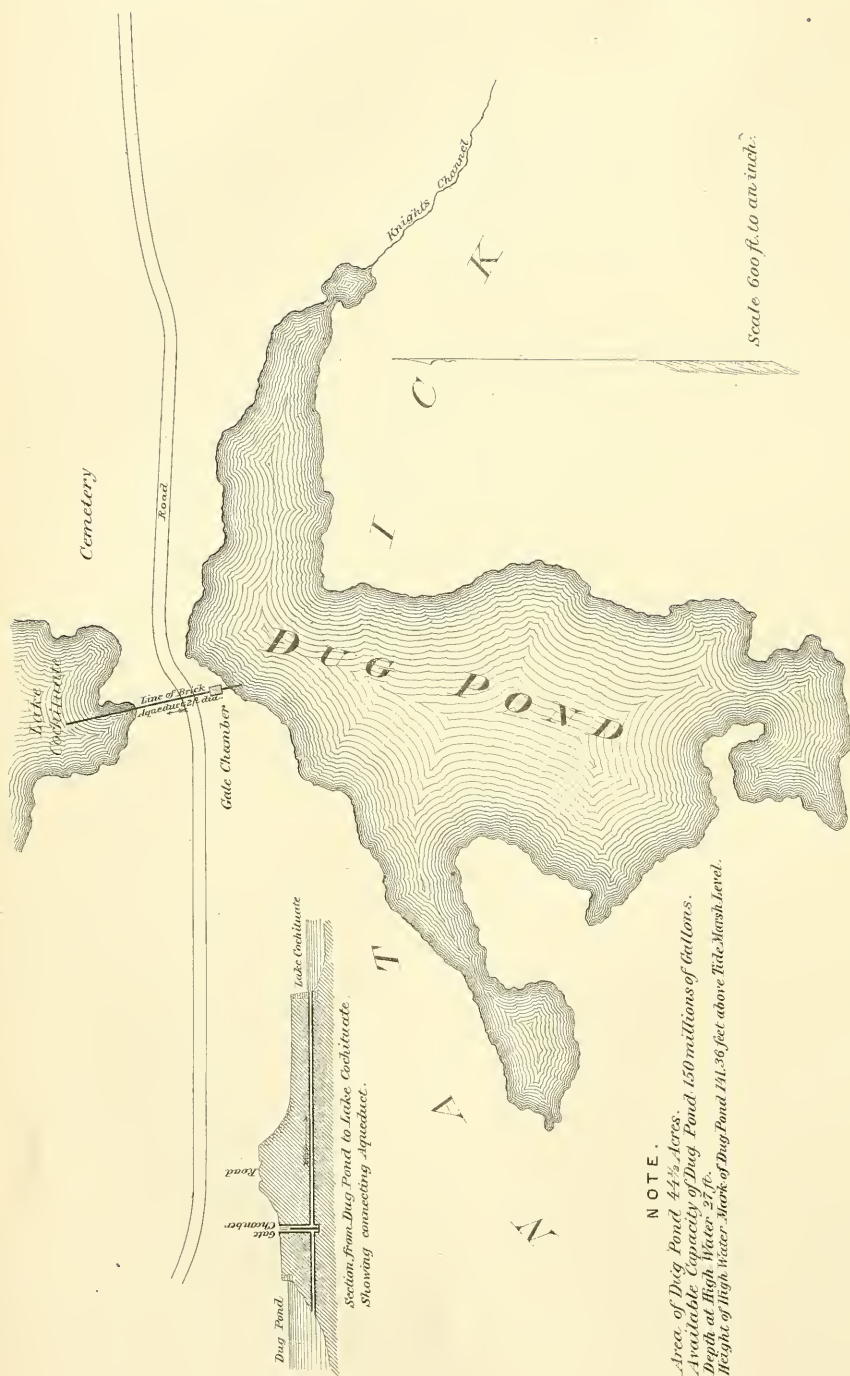 Lake
Cochituate
Cemetery
Road
Line of Brick
Aqueduct 2ft dia.
Gate Chamber
Knights Channel
DUG POND
NATICK
Dug Pond
Gate
Chamber
Road
Lake Cochituate
Section from Dug Pond to Lake Cochituate
Showing connecting Aqueduct.
NOTE.
Area of Dug Pond 44½ Acres.
Available Capacity of Dug Pond 150 millions of Gallons.
Depth at High Water 27 ft.
Height of High Water Mark of Dug Pond 141.36 feet above Tide Marsh Level.
Scale 600 ft. to an inch.